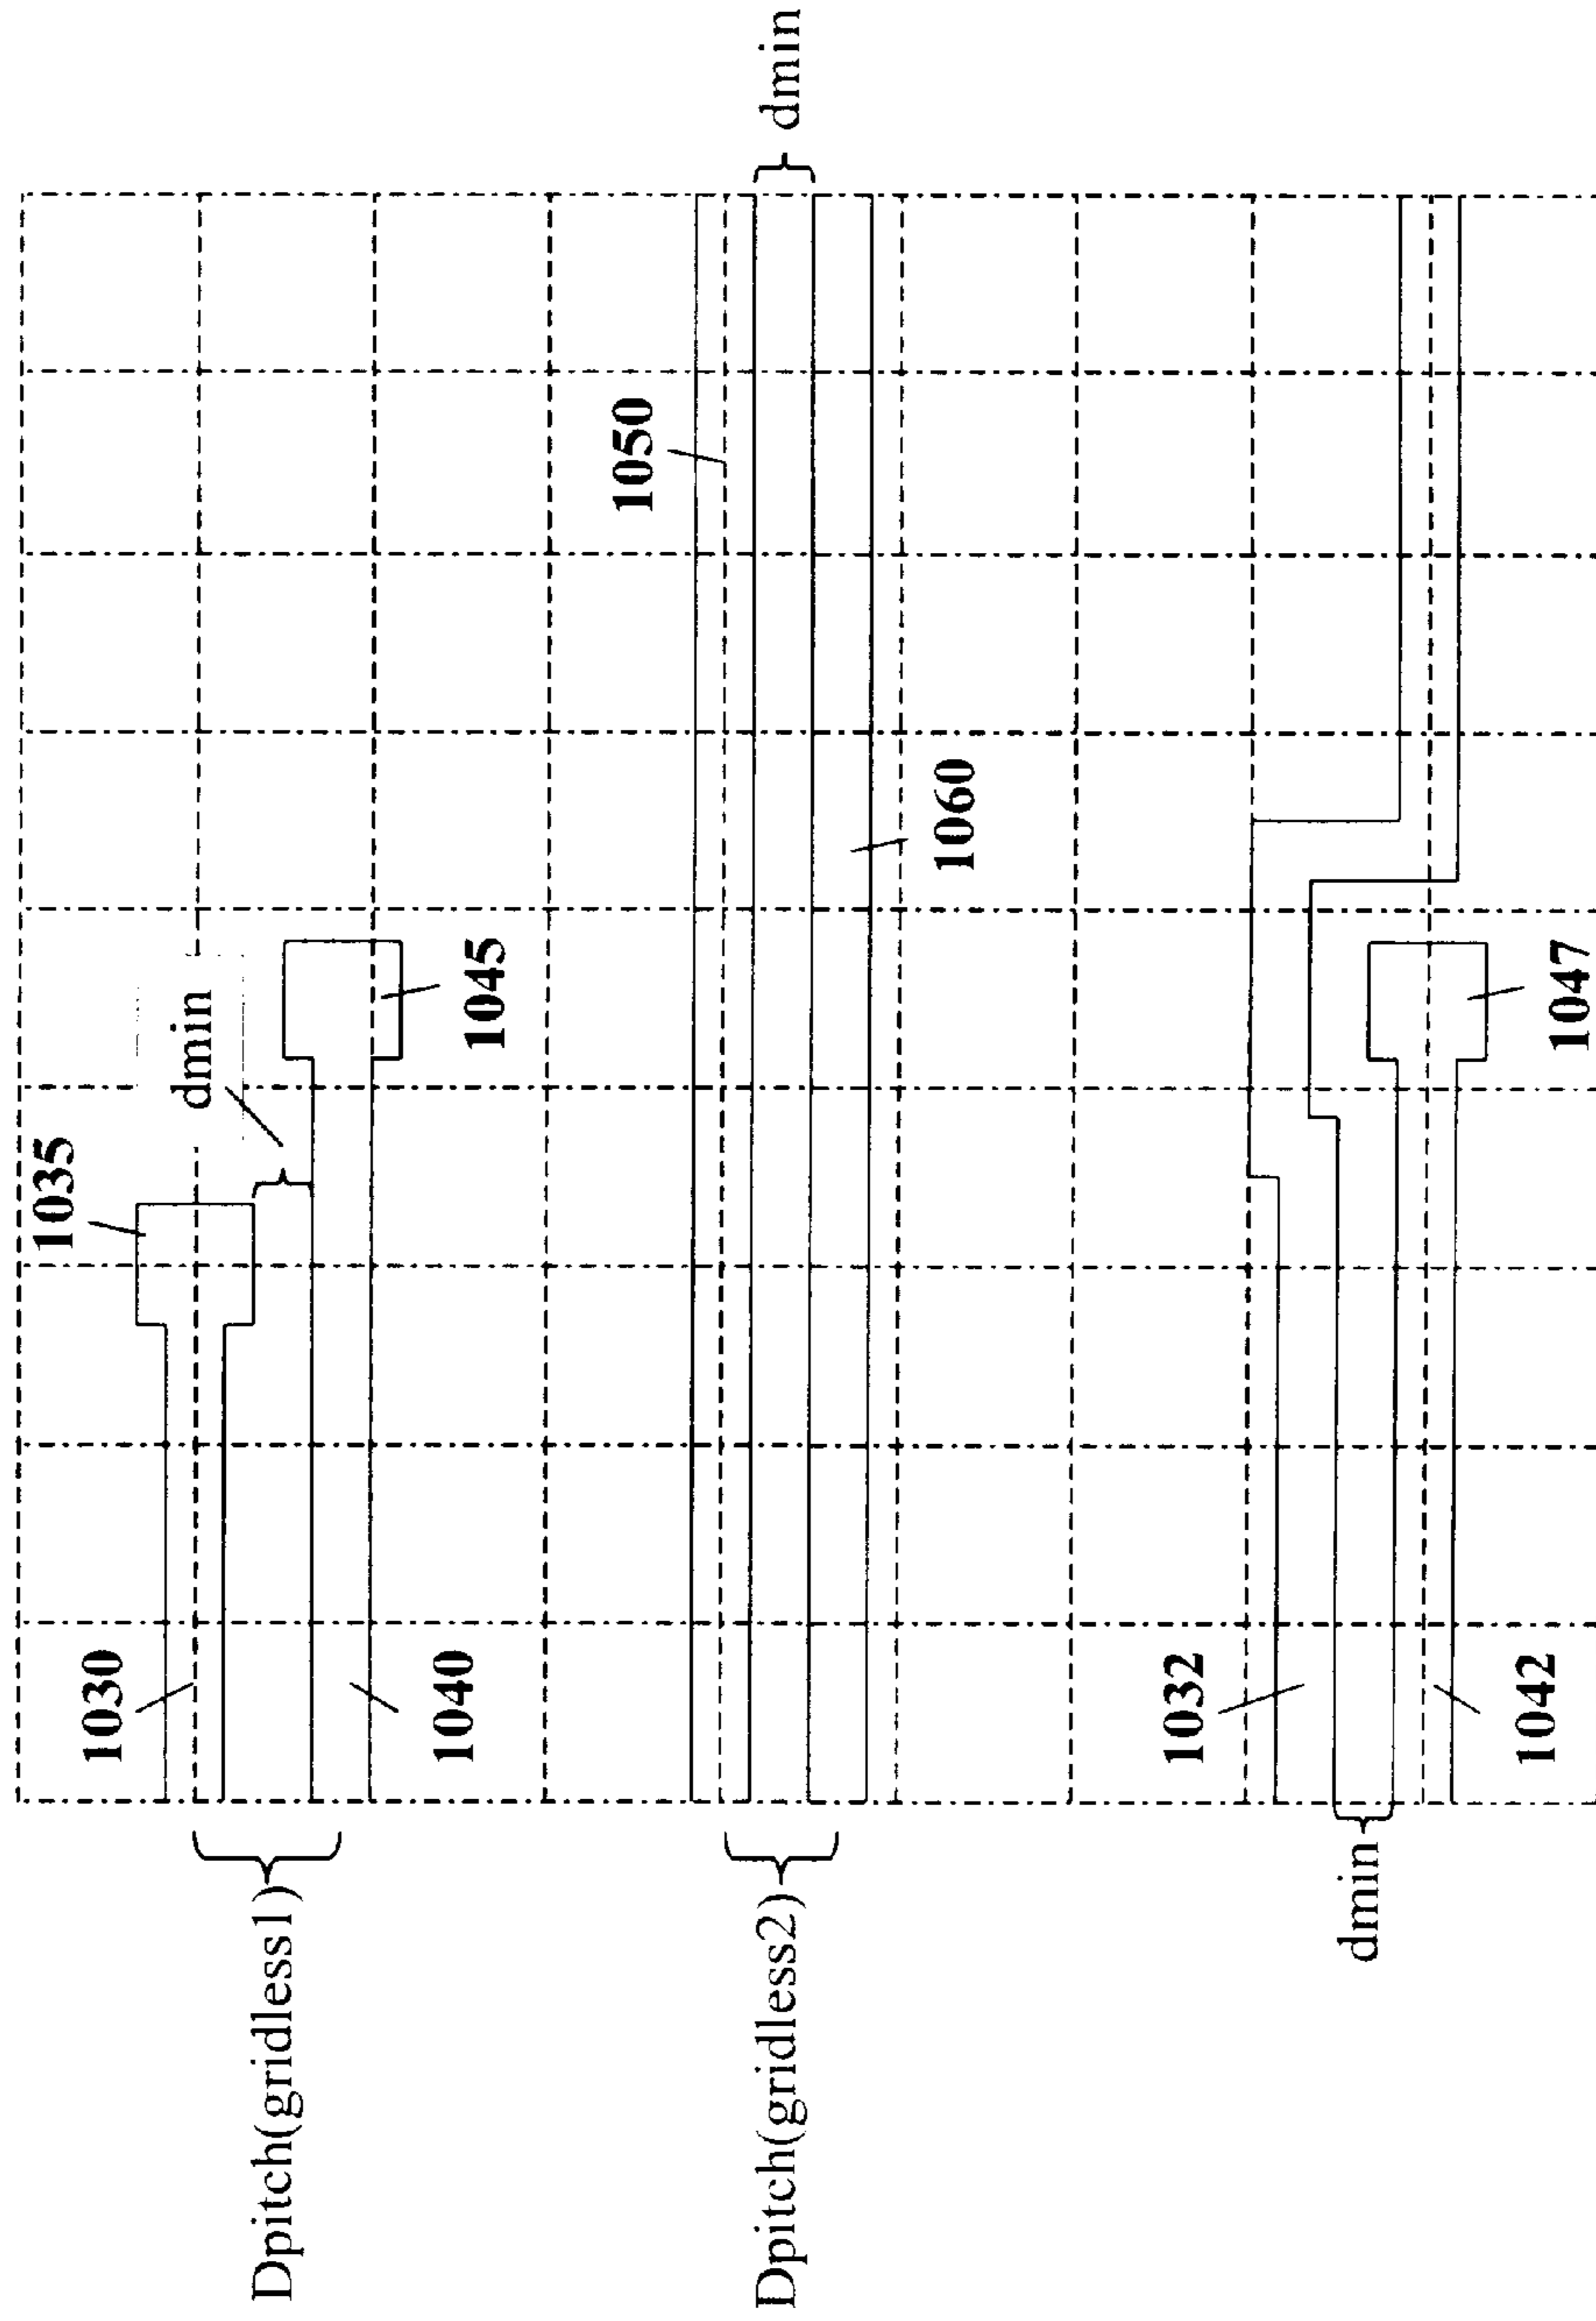 Dpitch(gridless1)
1030
1040
1035
dmin
1045
Dpitch(gridless2)
1060
1050
dmin
dmin
1032
1042
1047